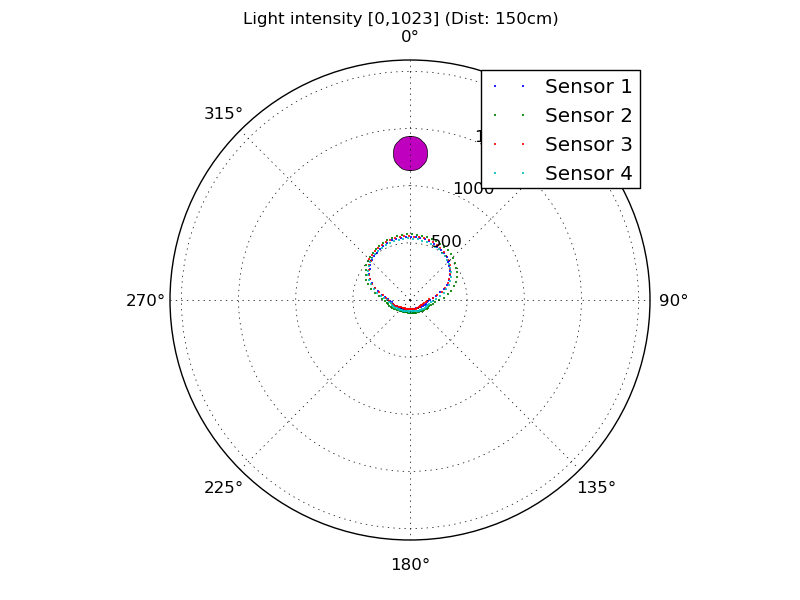 Light intensity [0,1023] (Dist: 150cm)
0°
315°
Sensor 1
Sensor 2
Sensor 3
Sensor 4
1000
500
270°
90°
225°
135°
180°